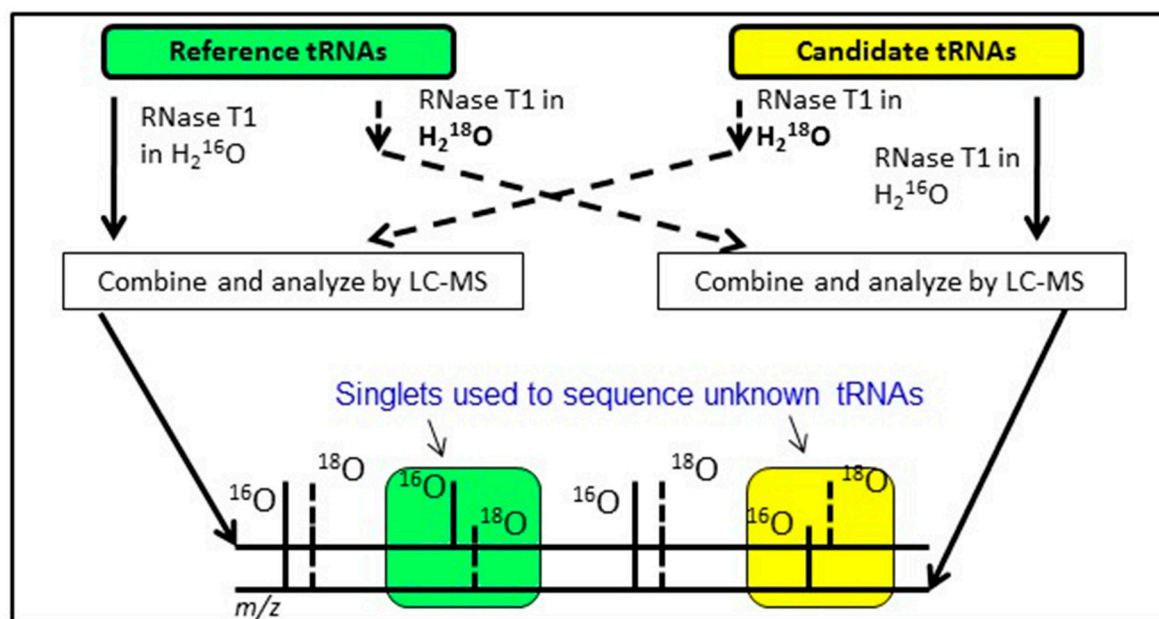 Reference tRNAs
Candidate tRNAs
RNase T1
in H₂¹⁶O
RNase T1 in
H₂¹⁸O
RNase T1 in
H₂¹⁸O
RNase T1 in
H₂¹⁶O
Combine and analyze by LC-MS
Combine and analyze by LC-MS
Singlets used to sequence unknown tRNAs
¹⁶O
¹⁸O
¹⁶O
¹⁸O
¹⁶O
¹⁸O
¹⁶O
¹⁸O
m/z